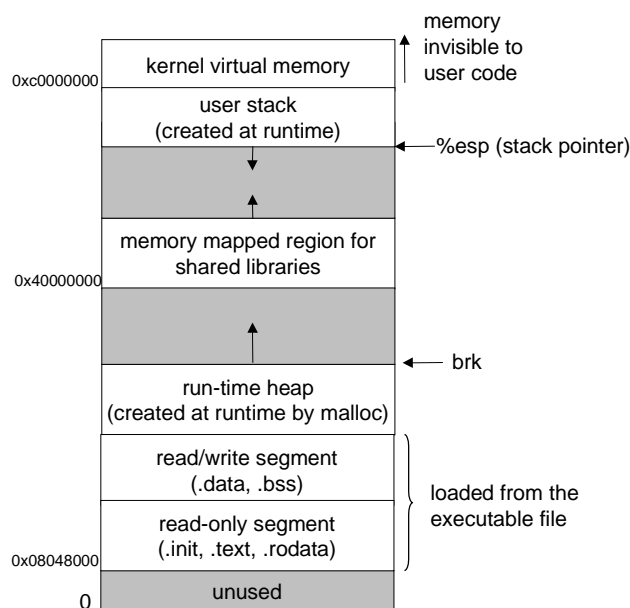 memory
invisible to
user code
kernel virtual memory
0xc0000000
user stack
(created at runtime)
%esp (stack pointer)
memory mapped region for
shared libraries
0x40000000
brk
run-time heap
(created at runtime by malloc)
read/write segment
(.data, .bss)
loaded from the
executable file
read-only segment
(.init, .text, .rodata)
0x08048000
unused
0